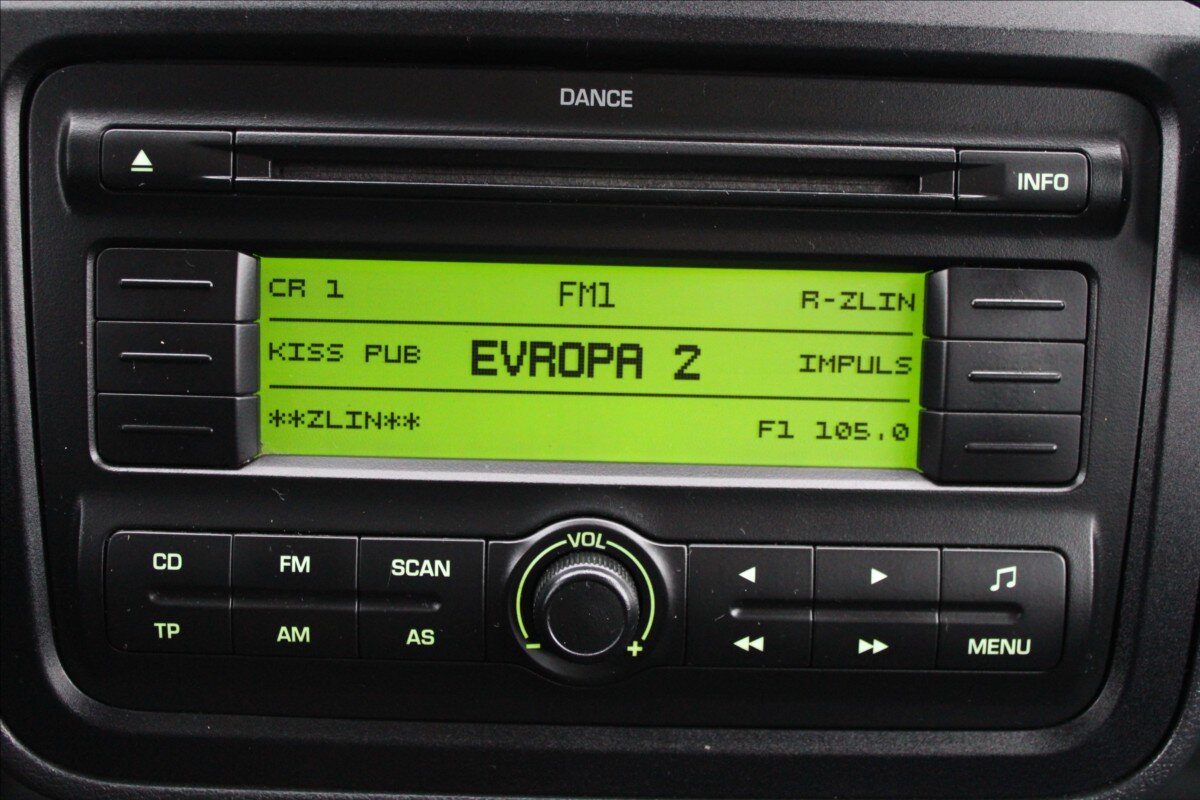 DANCE
INFO
CR 1 FM1 R-ZLIN
KISS PUB EVROPA 2 IMPULS
**ZLIN** F1 105.0
VOL
CD FM SCAN
- +
TP AM AS MENU